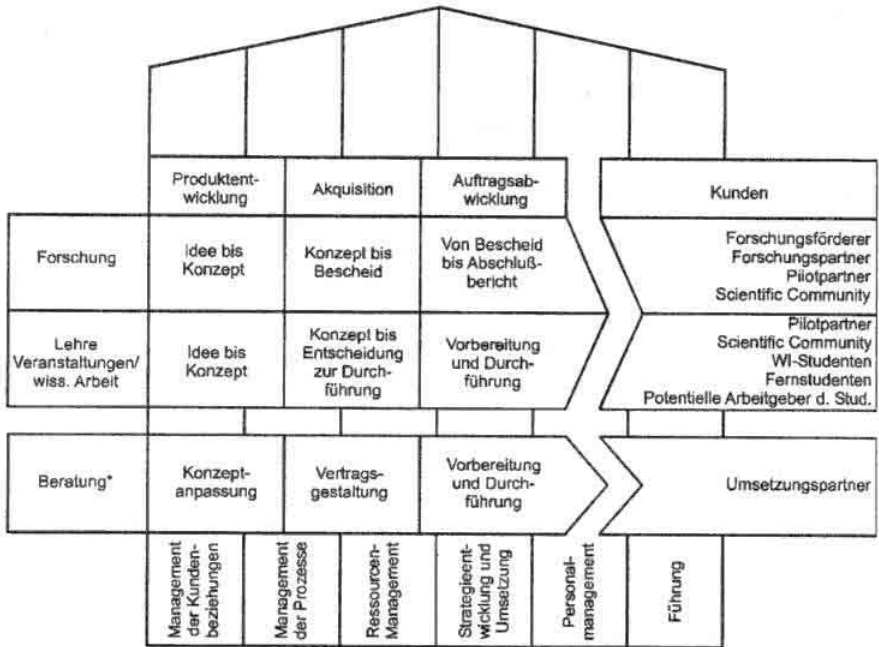 Produktent-
wicklung
Akquisition
Auftragsab-
wicklung
Kunden
Forschung
Idee bis
Konzept
Konzept bis
Bescheid
Von Bescheid
bis Abschluß-
bericht
Forschungsförderer
Forschungspartner
Pilotpartner
Scientific Community
Lehre
Veranstaltungen/
wiss. Arbeit
Idee bis
Konzept
Konzept bis
Entscheidung
zur Durch-
führung
Vorbereitung
und Durch-
führung
Pilotpartner
Scientific Community
WI-Studenten
Fernstudenten
Potentielle Arbeitgeber d. Stud.
Beratung*
Konzept-
anpassung
Vertrags-
gestaltung
Vorbereitung
und Durch-
führung
Umsetzungspartner
Management
der Kunden-
beziehungen
Management
der Prozesse
Ressourcen-
Management
Strategieent-
wicklung und
Umsetzung
Personal-
management
Führung